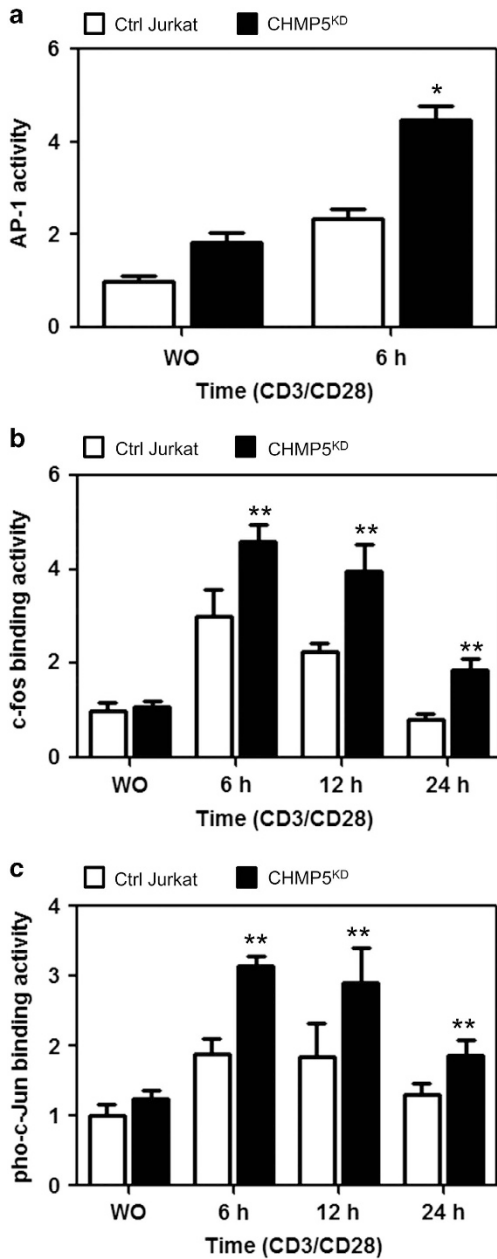 a
Ctrl Jurkat CHMP5KD
6
4
2
0
AP-1 activity
*
WO 6 h
Time (CD3/CD28)
b
Ctrl Jurkat CHMP5KD
6
4
2
0
c-fos binding activity
** ** **
WO 6 h 12 h 24 h
Time (CD3/CD28)
c
Ctrl Jurkat CHMP5KD
4
3
2
1
0
pho-c-Jun binding activity
** ** **
WO 6 h 12 h 24 h
Time (CD3/CD28)